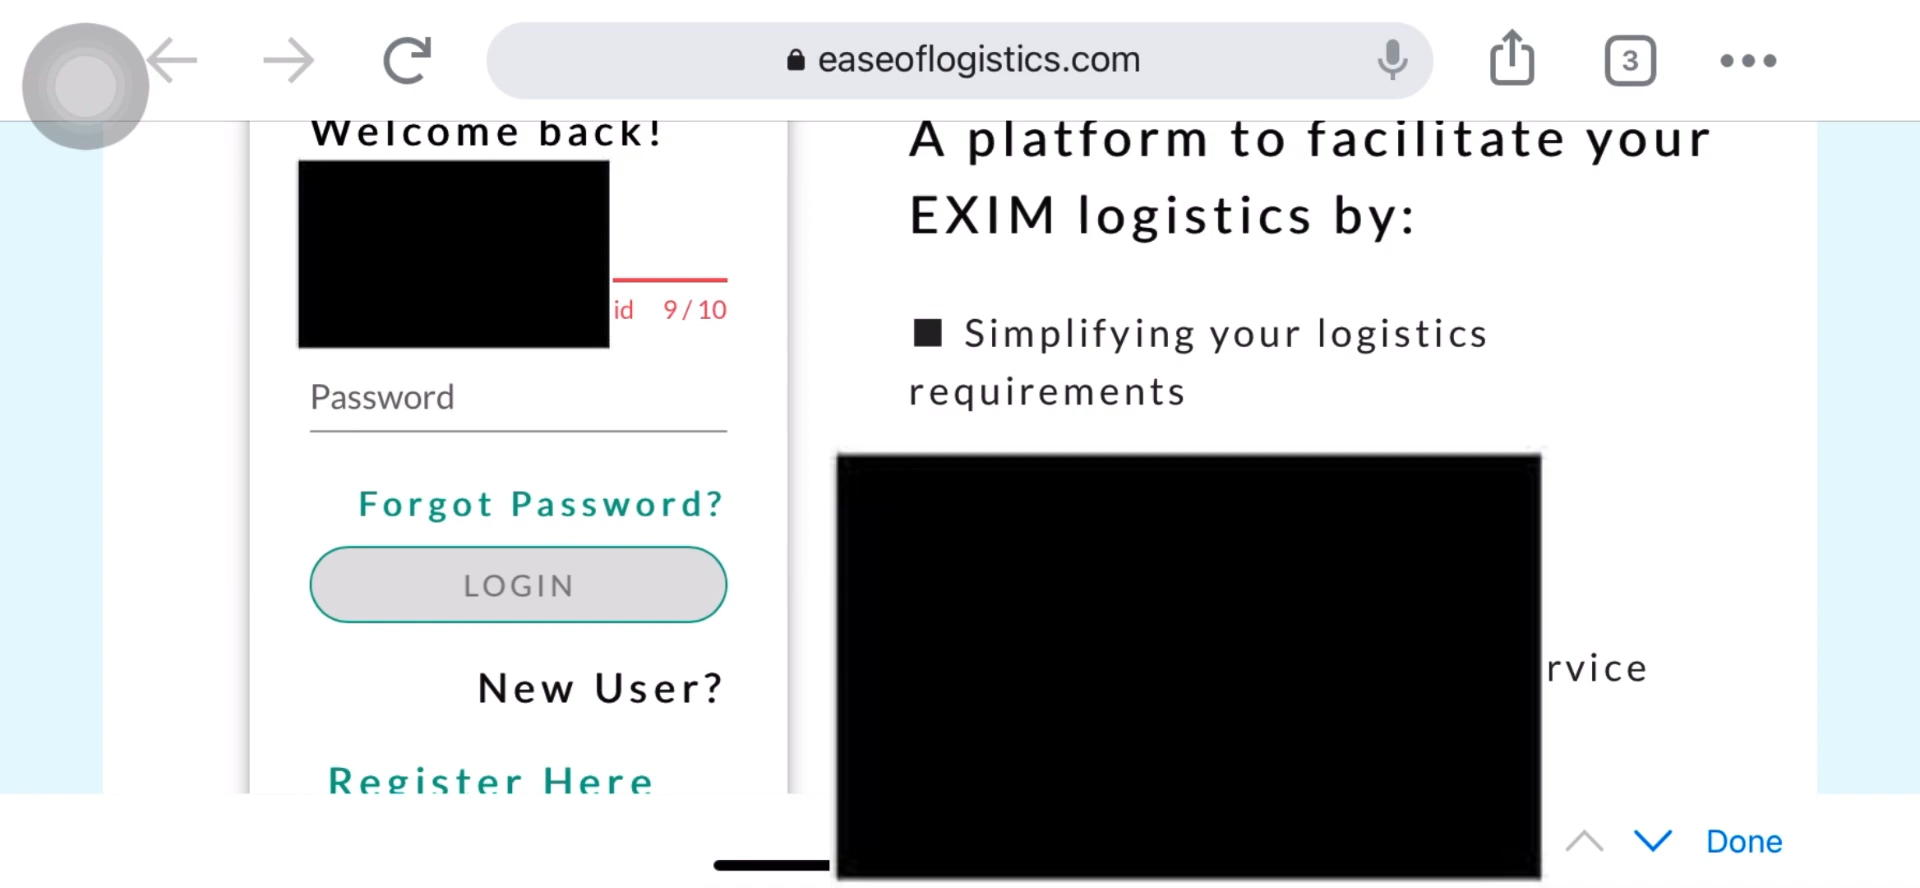 easeoflogistics.com
3
Welcome back!
id 9/10
Password
Forgot Password?
LOGIN
New User?
Register Here
A platform to facilitate your
EXIM logistics by:
■ Simplifying your logistics
requirements
rvice
Done